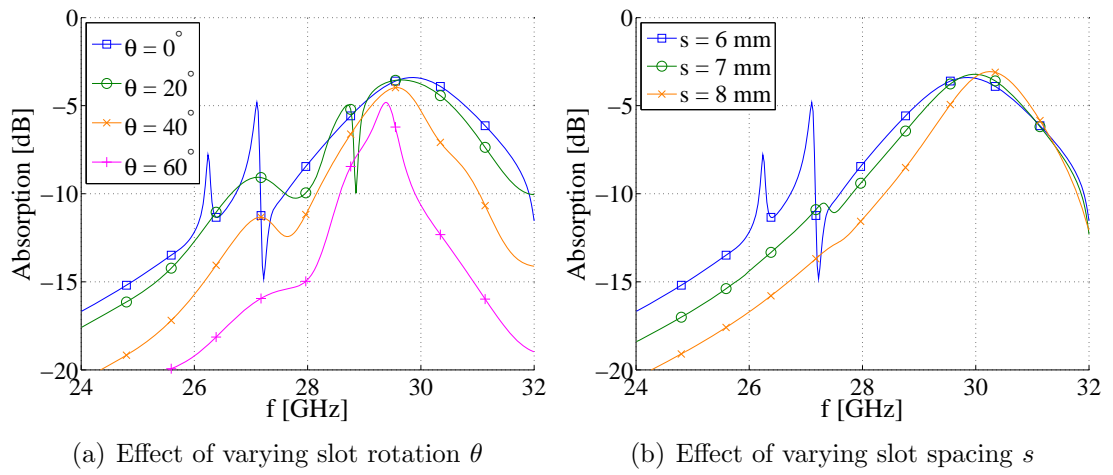 0
−5
−10
−15
−20
24
26
28
30
32
f [GHz]
Absorption [dB]
θ = 0°
θ = 20°
θ = 40°
θ = 60°
(a) Effect of varying slot rotation θ
0
−5
−10
−15
−20
24
26
28
30
32
f [GHz]
Absorption [dB]
s = 6 mm
s = 7 mm
s = 8 mm
(b) Effect of varying slot spacing s